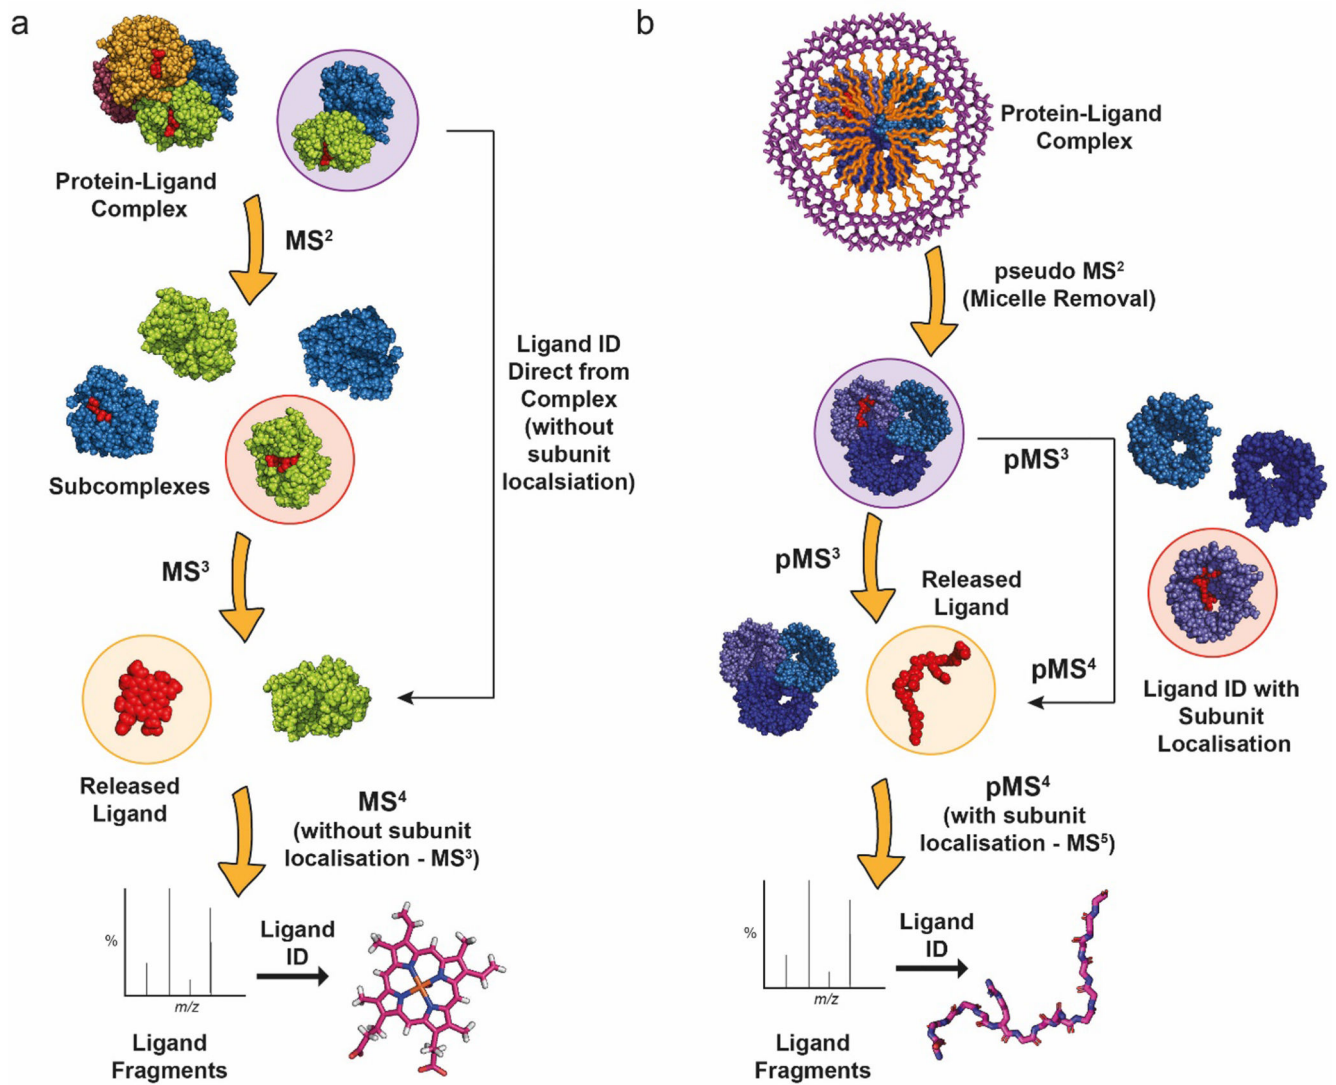 a
Protein-Ligand
Complex
MS²
Subcomplexes
Ligand ID
Direct from
Complex
(without
subunit
localsiation)
MS³
Released
Ligand
MS⁴
(without subunit
localisation - MS³)
%
m/z
Ligand
ID
Ligand
Fragments
b
Protein-Ligand
Complex
pseudo MS²
(Micelle Removal)
pMS³
pMS³
Released
Ligand
pMS⁴
Ligand ID with
Subunit
Localisation
pMS⁴
(with subunit
localisation - MS⁵)
%
m/z
Ligand
ID
Ligand
Fragments